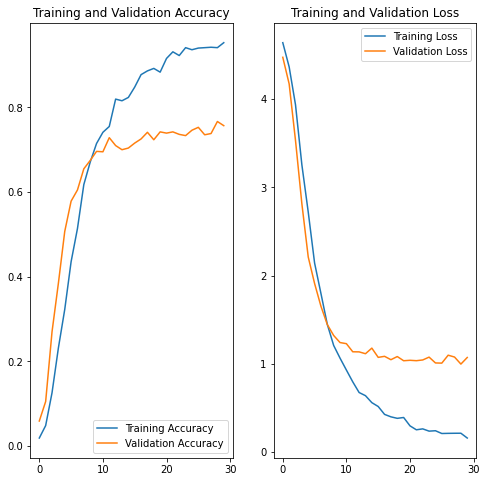 Training and Validation Accuracy
0.8
0.6
0.4
0.2
0.0
0 10 20 30
Training Accuracy
Validation Accuracy
Training and Validation Loss
Training Loss
Validation Loss
4
3
2
1
0
0 10 20 30